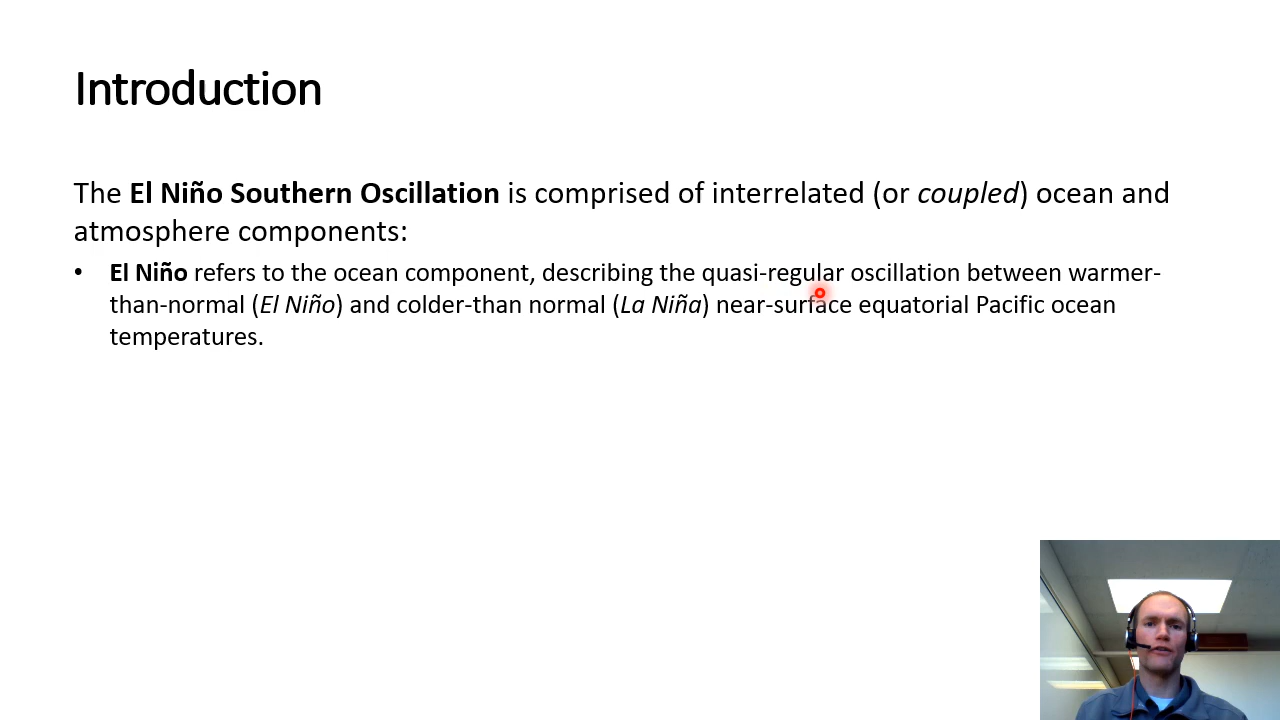 Introduction
The El Niño Southern Oscillation is comprised of interrelated (or coupled) ocean and
atmosphere components:
• El Niño refers to the ocean component, describing the quasi-regular oscillation between warmer-
than-normal (El Niño) and colder-than normal (La Niña) near-surface equatorial Pacific ocean
temperatures.